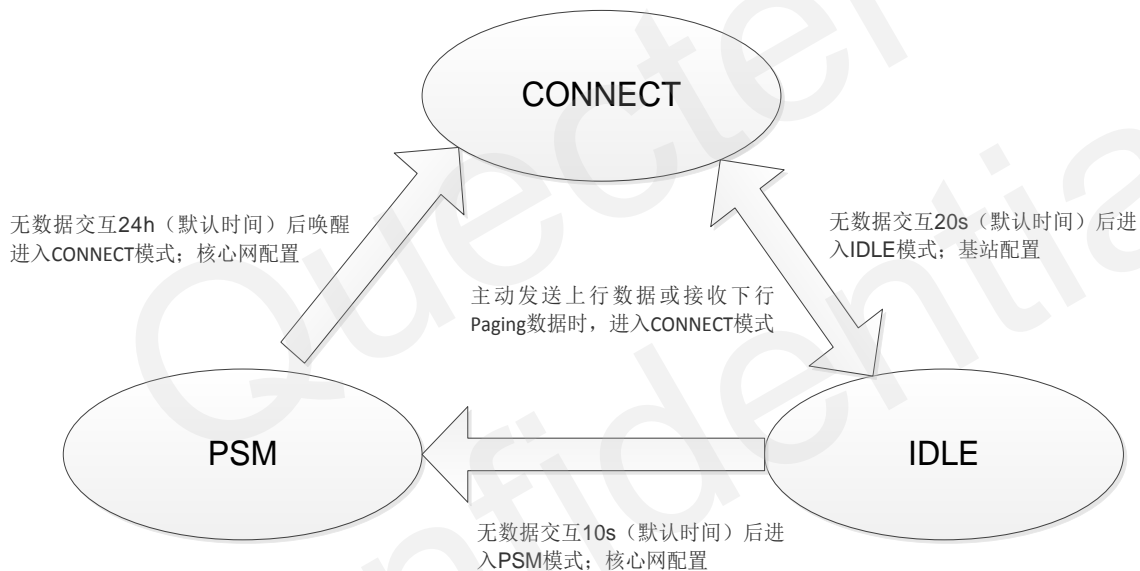 CONNECT
无数据交互24h（默认时间）后唤醒
进入CONNECT模式；核心网配置
无数据交互20s（默认时间）后进
入IDLE模式；基站配置
主动发送上行数据或接收下行
Paging数据时，进入CONNECT模式
PSM
IDLE
无数据交互10s（默认时间）后进
入PSM模式；核心网配置
Quectel
Confidential